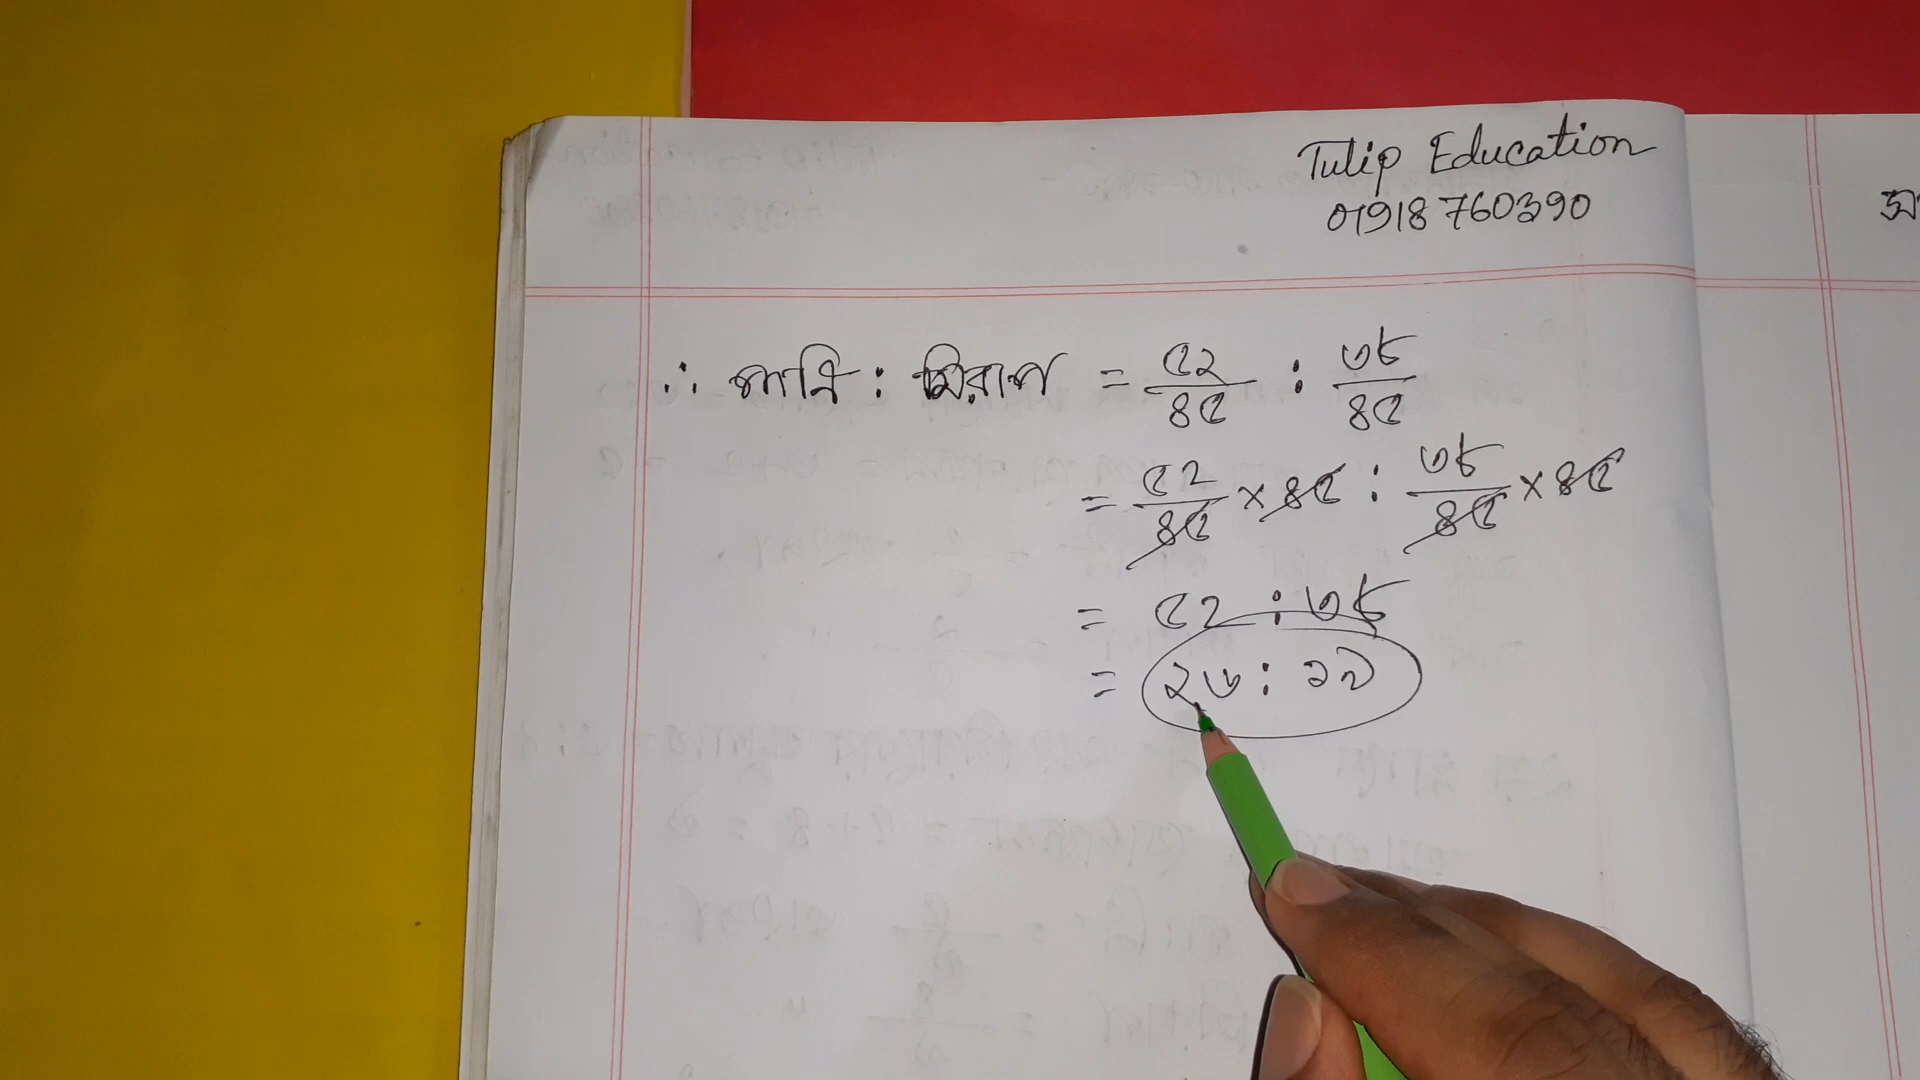 Tulip Education
01918760390
∴ পানি : সিরাপ = ৫২/৪৫ : ৩৮/৪৫
= ৫২/৪৫ × ৪৫ : ৩৮/৪৫ × ৪৫
= ৫২ : ৩৮
= ২৬ : ১৯